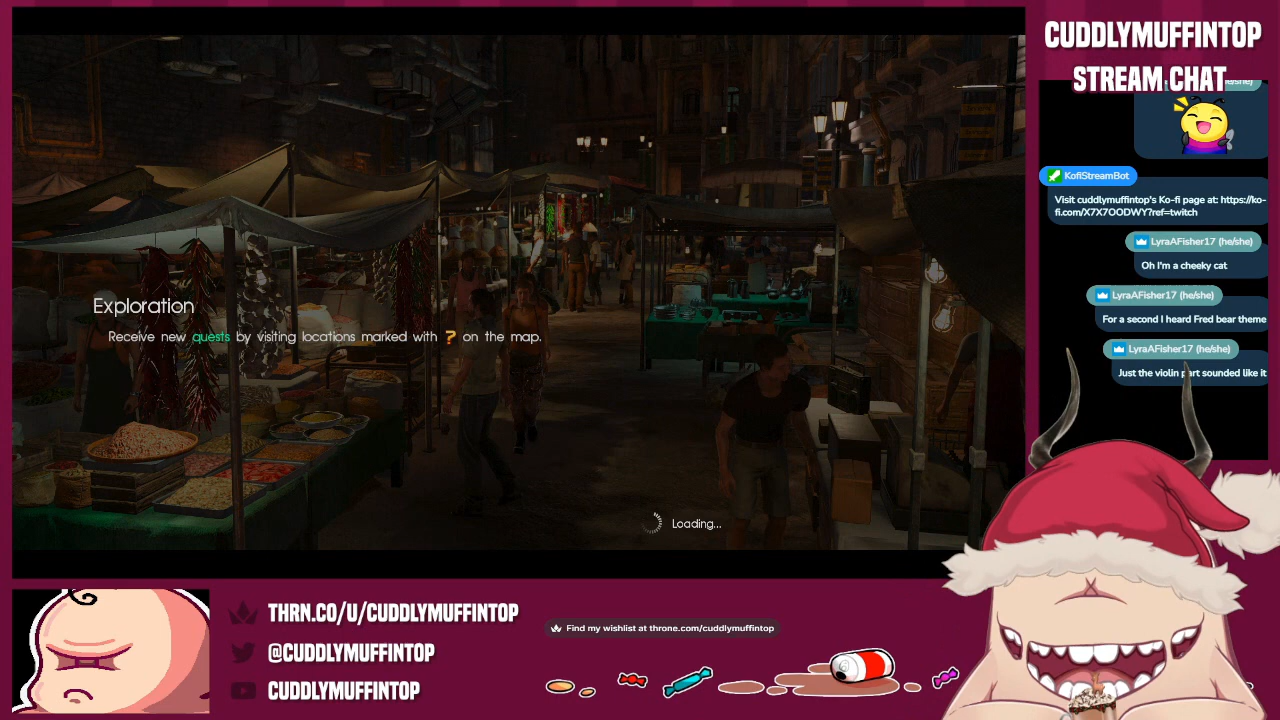 CUDDLYMUFFINTOP
STREAM CHAT
he/she)
KofiStreamBot
Visit cuddlymuffintop's Ko-fi page at: https://ko-
fi.com/X7X7OODWY?ref=twitch
LyraAFisher17 (he/she)
Oh I'm a cheeky cat
LyraAFisher17 (he/she)
For a second I heard Fred bear theme
LyraAFisher17 (he/she)
Just the violin part sounded like it
Exploration
Receive new quests by visiting locations marked with ? on the map.
Loading...
THRN.CO/U/CUDDLYMUFFINTOP
@CUDDLYMUFFINTOP
CUDDLYMUFFINTOP
Find my wishlist at throne.com/cuddlymuffintop